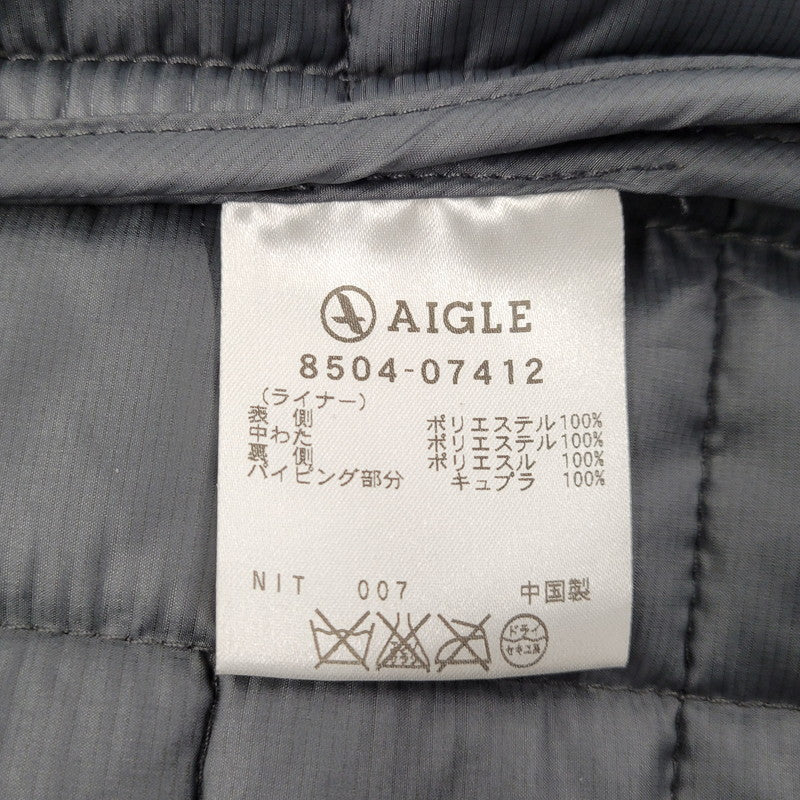 AIGLE
8504-07412
(ライナー)
表 側 ポリエステル100%
中わた ポリエステル100%
裏 側 ポリエスル 100%
パイピング部分 キュプラ 100%
NIT 007 中国製
ドライ
セキユ系